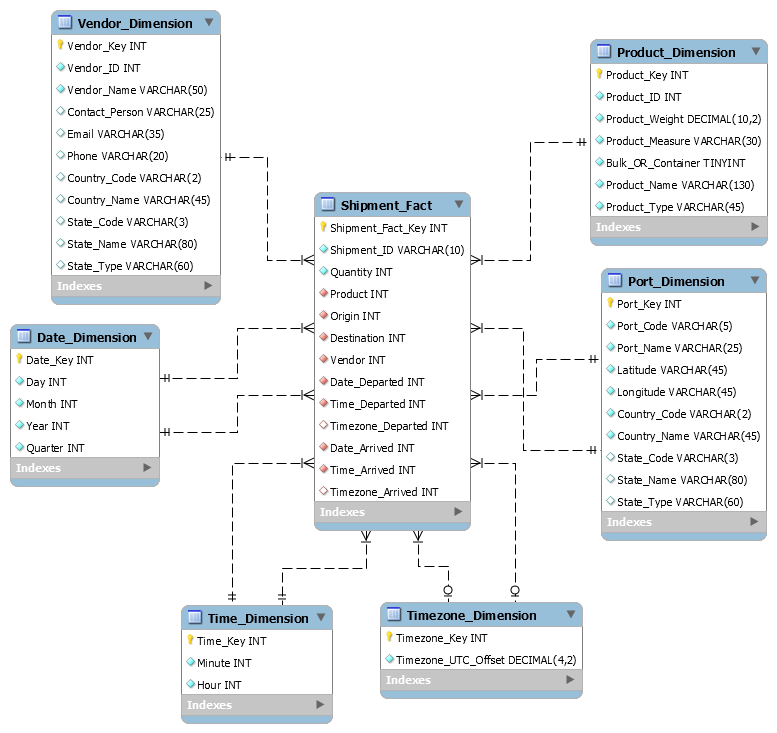 Vendor_Dimension
Vendor_Key INT
Vendor_ID INT
Vendor_Name VARCHAR(50)
Contact_Person VARCHAR(25)
Email VARCHAR(35)
Phone VARCHAR(20)
Country_Code VARCHAR(2)
Country_Name VARCHAR(45)
State_Code VARCHAR(3)
State_Name VARCHAR(80)
State_Type VARCHAR(60)
Indexes
Product_Dimension
Product_Key INT
Product_ID INT
Product_Weight DECIMAL(10,2)
Product_Measure VARCHAR(30)
Bulk_OR_Container TINYINT
Product_Name VARCHAR(130)
Product_Type VARCHAR(45)
Indexes
Shipment_Fact
Shipment_Fact_Key INT
Shipment_ID VARCHAR(10)
Quantity INT
Product INT
Origin INT
Destination INT
Vendor INT
Date_Departed INT
Time_Departed INT
Timezone_Departed INT
Date_Arrived INT
Time_Arrived INT
Timezone_Arrived INT
Indexes
Port_Dimension
Port_Key INT
Port_Code VARCHAR(5)
Port_Name VARCHAR(25)
Latitude VARCHAR(45)
Longitude VARCHAR(45)
Country_Code VARCHAR(2)
Country_Name VARCHAR(45)
State_Code VARCHAR(3)
State_Name VARCHAR(80)
State_Type VARCHAR(60)
Indexes
Date_Dimension
Date_Key INT
Day INT
Month INT
Year INT
Quarter INT
Indexes
Time_Dimension
Time_Key INT
Minute INT
Hour INT
Indexes
Timezone_Dimension
Timezone_Key INT
Timezone_UTC_Offset DECIMAL(4,2)
Indexes